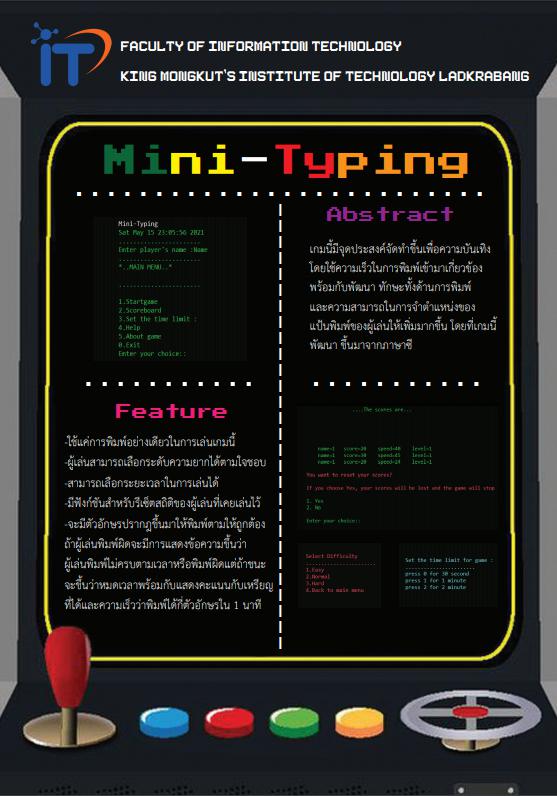 iT
FACULTY OF INFORMATION TECHNOLOGY
KING MONGKUT'S INSTITUTE OF TECHNOLOGY LADKRABANG
Mini-Typing
Mini-Typing
Sat May 15 23:05:56 2021
.......................
Enter player's name :Name
.......................
*..MAIN MENU..*
.......................
1.Startgame
2.Scoreboard
3.Set the time limit :
4.Help
5.About game
0.Exit
Enter your choice::
Abstract
เกมนี้มีจุดประสงค์จัดทำขึ้นเพื่อความบันเทิง
โดยใช้ความเร็วในการพิมพ์เข้ามาเกี่ยวข้อง
พร้อมกับพัฒนา ทักษะทั้งด้านการพิมพ์
และความสามารถในการจำตำแหน่งของ
แป้นพิมพ์ของผู้เล่นให้เพิ่มมากขึ้น โดยที่เกมนี้
พัฒนา ขึ้นมาจากภาษาซี
Feature
-ใช้แค่การพิมพ์อย่างเดียวในการเล่นเกมนี้
-ผู้เล่นสามารถเลือกระดับความยากได้ตามใจชอบ
-สามารถเลือกระยะเวลาในการเล่นได้
-มีฟังก์ชันสำหรับรีเซ็ตสถิติของผู้เล่นที่เคยเล่นไว้
-จะมีตัวอักษรปรากฏขึ้นมาให้พิมพ์ตามให้ถูกต้อง
ถ้าผู้เล่นพิมพ์ผิดจะมีการแสดงข้อความขึ้นว่า
ผู้เล่นพิมพ์ไม่ครบตามเวลาหรือพิมพ์ผิดแต่ถ้าชนะ
จะขึ้นว่าหมดเวลาพร้อมกับแสดงคะแนนกับเหรียญ
ที่ได้และความเร็วว่าพิมพ์ได้กี่ตัวอักษรใน 1 นาที
....The scores are...
name=1 score=20 speed=40 level=1
name=1 score=30 speed=45 level=1
name=1 score=20 speed=24 level=1
You want to reset your scores?
If you choose Yes, your scores will be lost and the game will stop
1. Yes
2. No
Enter your choice::
Select Difficulty
.......................
1.Easy
2.Normal
3.Hard
4.Back to main menu
Set the time limit for game :
.......................
press 0 for 30 second
press 1 for 1 minute
press 2 for 2 minute